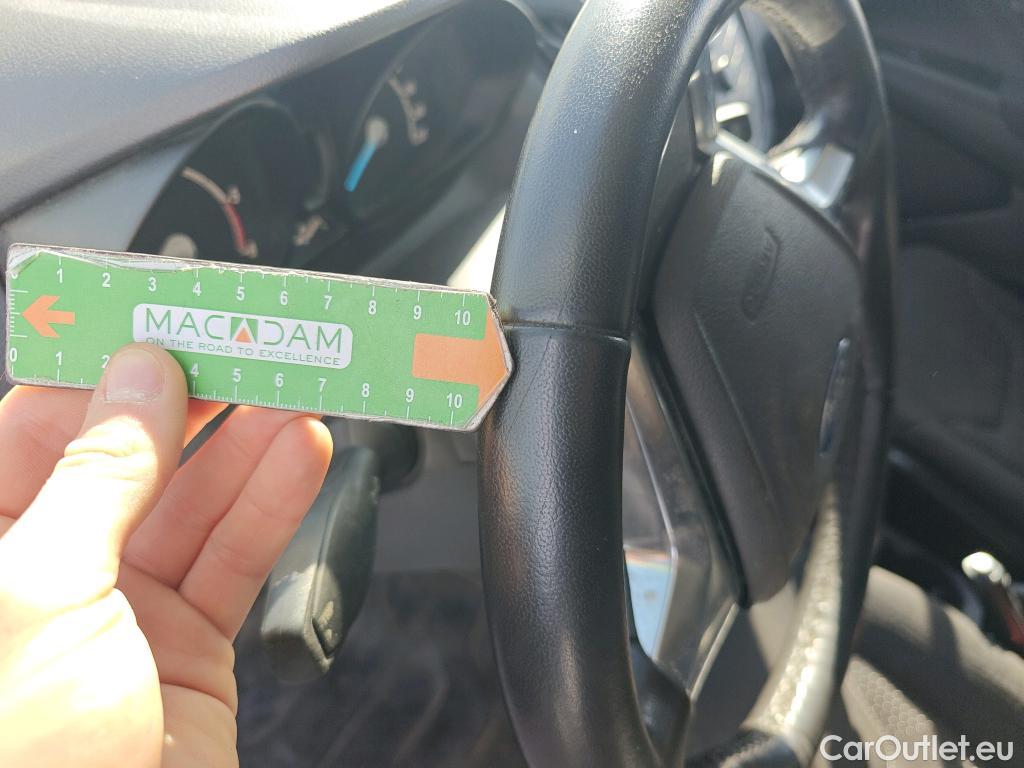 1 2 3 4 5 6 7 8 9 10
MACADAM
ON THE ROAD TO EXCELLENCE
0 1 2 4 5 6 7 8 9 10
AIRBAG
CarOutlet.eu